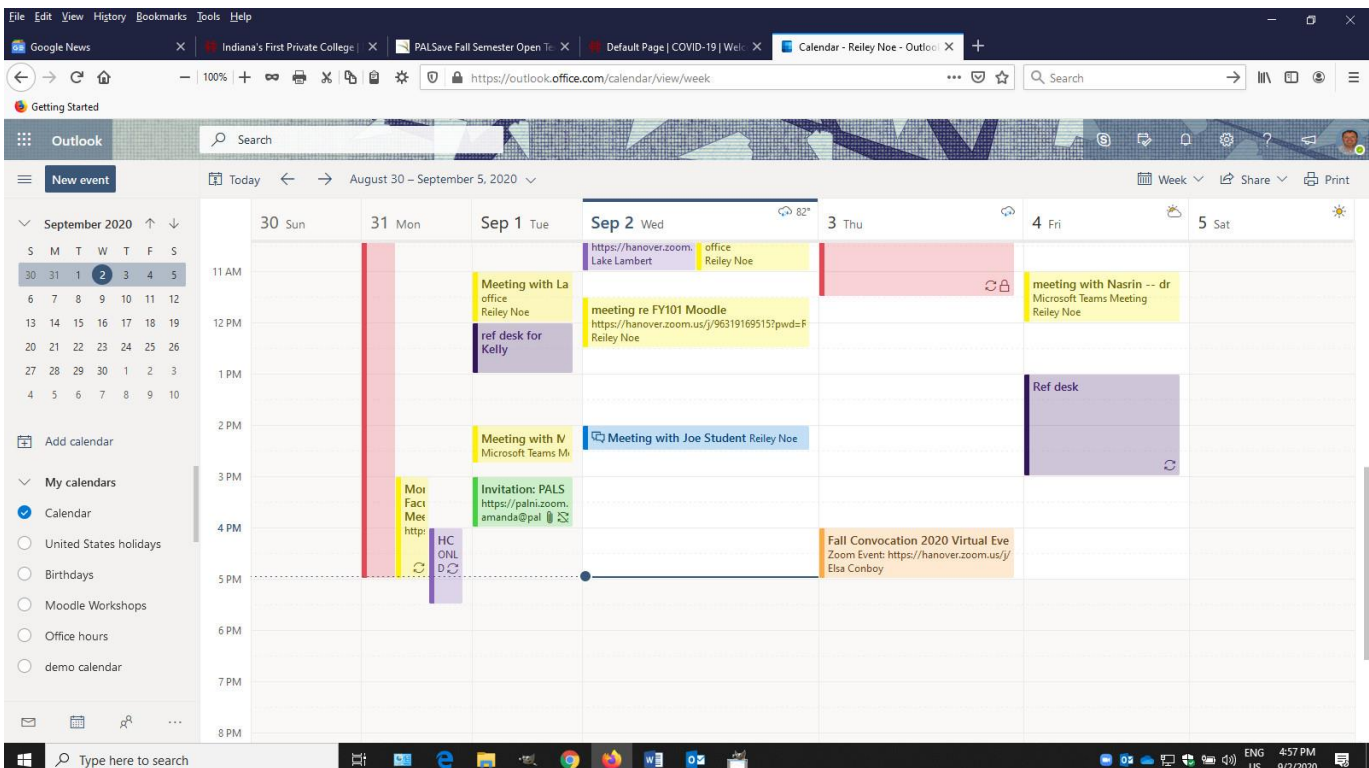 File Edit View History Bookmarks Tools Help
Google News
Indiana's First Private College |
PALSave Fall Semester Open Te
Default Page | COVID-19 | Welc
Calendar - Reiley Noe - Outloo
100%
https://outlook.office.com/calendar/view/week
Search
Getting Started
Outlook
Search
New event
Today
August 30 – September 5, 2020
Week
Share
Print
September 2020
S M T W T F S
30 31 1 2 3 4 5
6 7 8 9 10 11 12
13 14 15 16 17 18 19
20 21 22 23 24 25 26
27 28 29 30 1 2 3
4 5 6 7 8 9 10
Add calendar
My calendars
Calendar
United States holidays
Birthdays
Moodle Workshops
Office hours
demo calendar
30 Sun
31 Mon
Sep 1 Tue
Sep 2 Wed
82°
3 Thu
4 Fri
5 Sat
11 AM
12 PM
1 PM
2 PM
3 PM
4 PM
5 PM
6 PM
7 PM
8 PM
Mor
Facu
Mee
https
HC
ONL
D
Meeting with La
office
Reiley Noe
ref desk for
Kelly
Meeting with M
Microsoft Teams Me
Invitation: PALS
https://palni.zoom.
amanda@pal
https://hanover.zoom.
Lake Lambert
office
Reiley Noe
meeting re FY101 Moodle
https://hanover.zoom.us/j/96319169515?pwd=R
Reiley Noe
Meeting with Joe Student Reiley Noe
Fall Convocation 2020 Virtual Eve
Zoom Event: https://hanover.zoom.us/j/
Elsa Conboy
meeting with Nasrin -- dr
Microsoft Teams Meeting
Reiley Noe
Ref desk
Type here to search
ENG
US
4:57 PM
9/2/2020